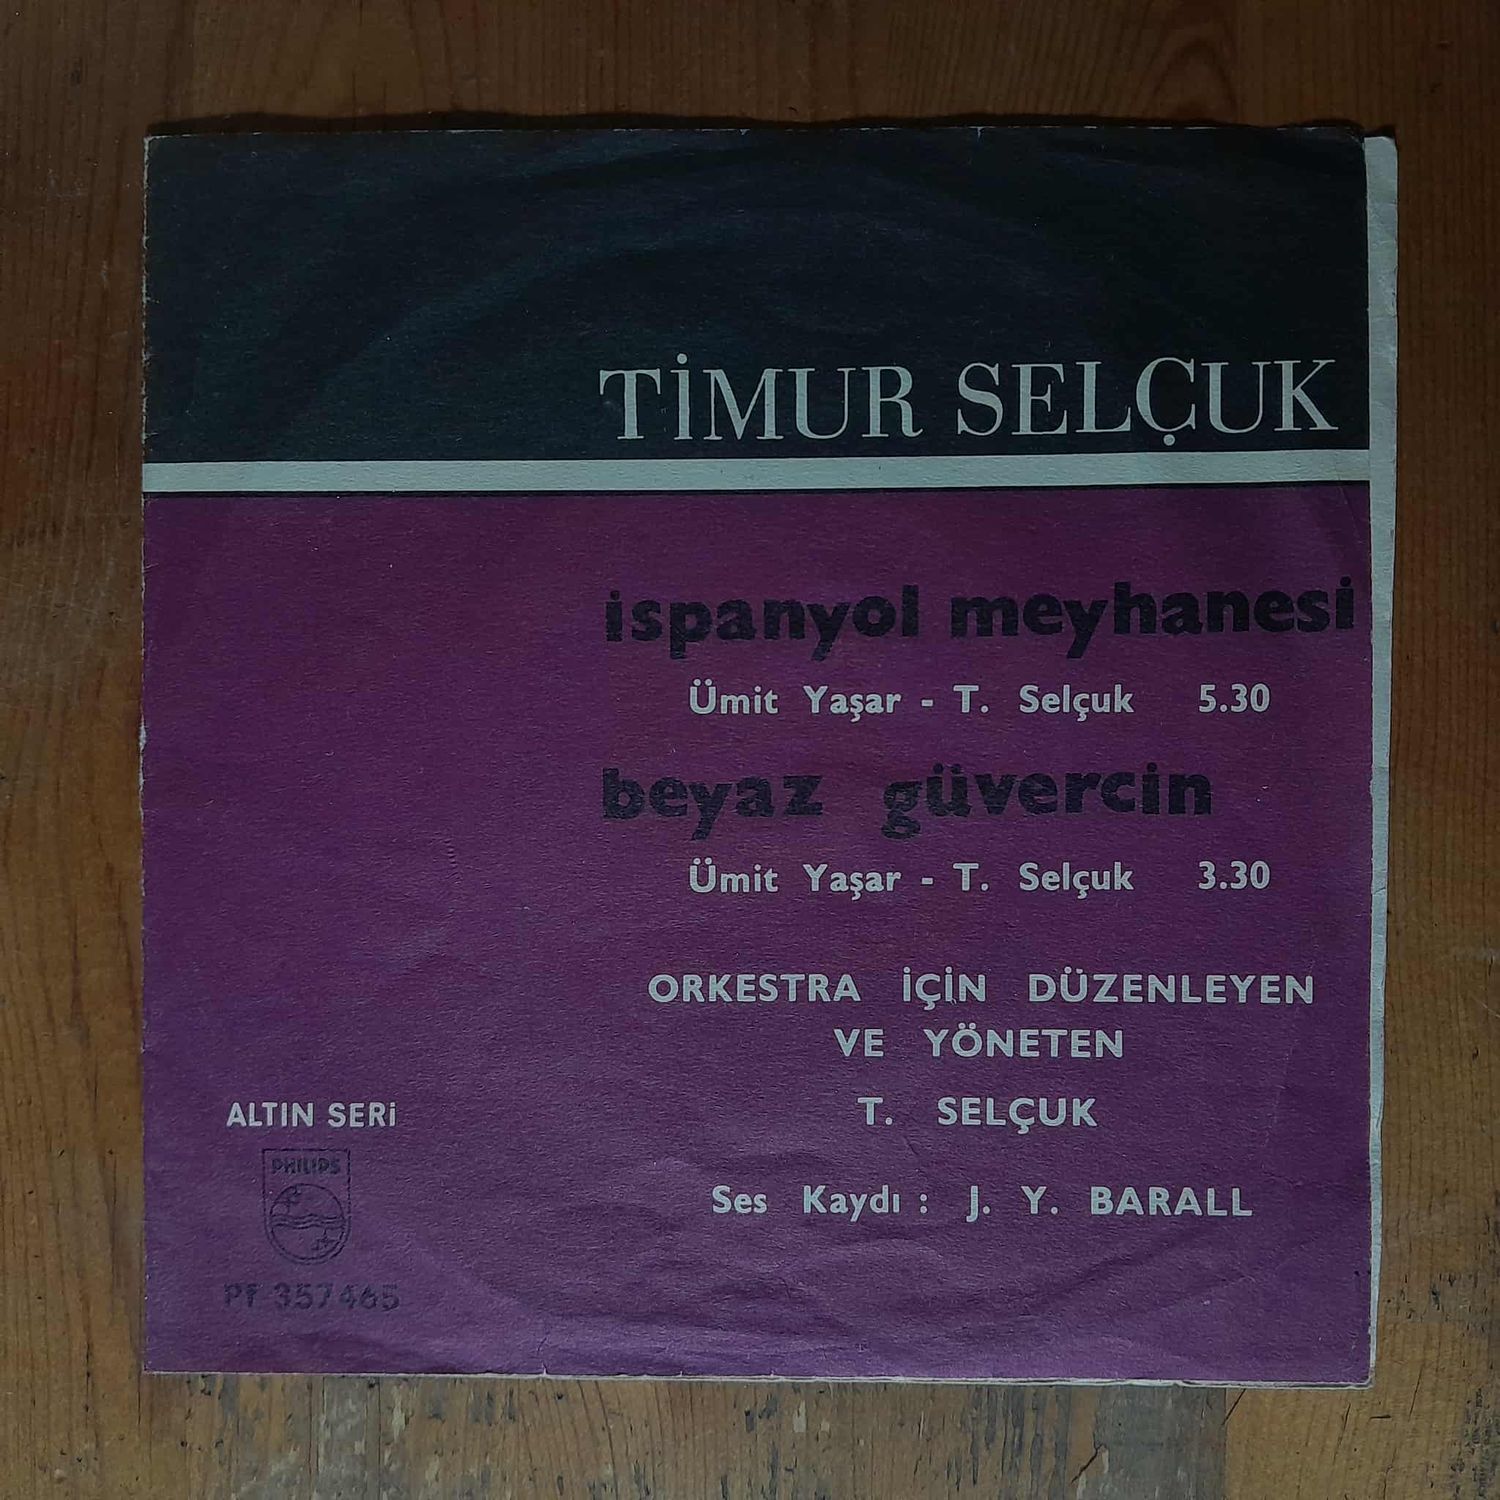 TİMUR SELÇUK
ispanyol meyhanesi
Ümit Yaşar - T. Selçuk 5.30
beyaz güvercin
Ümit Yaşar - T. Selçuk 3.30
ORKESTRA İÇİN DÜZENLEYEN
VE YÖNETEN
T. SELÇUK
Ses Kaydı : J. Y. BARALL
ALTIN SERİ
PHILIPS
PF 357465